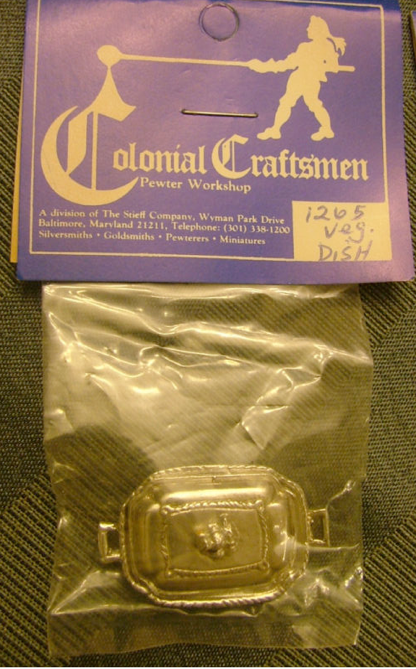 Colonial Craftsmen
Pewter Workshop
A division of The Stieff Company, Wyman Park Drive
Baltimore, Maryland 21211, Telephone: (301) 338-1200
Silversmiths • Goldsmiths • Pewterers • Miniatures
1265
Veg.
DiSH